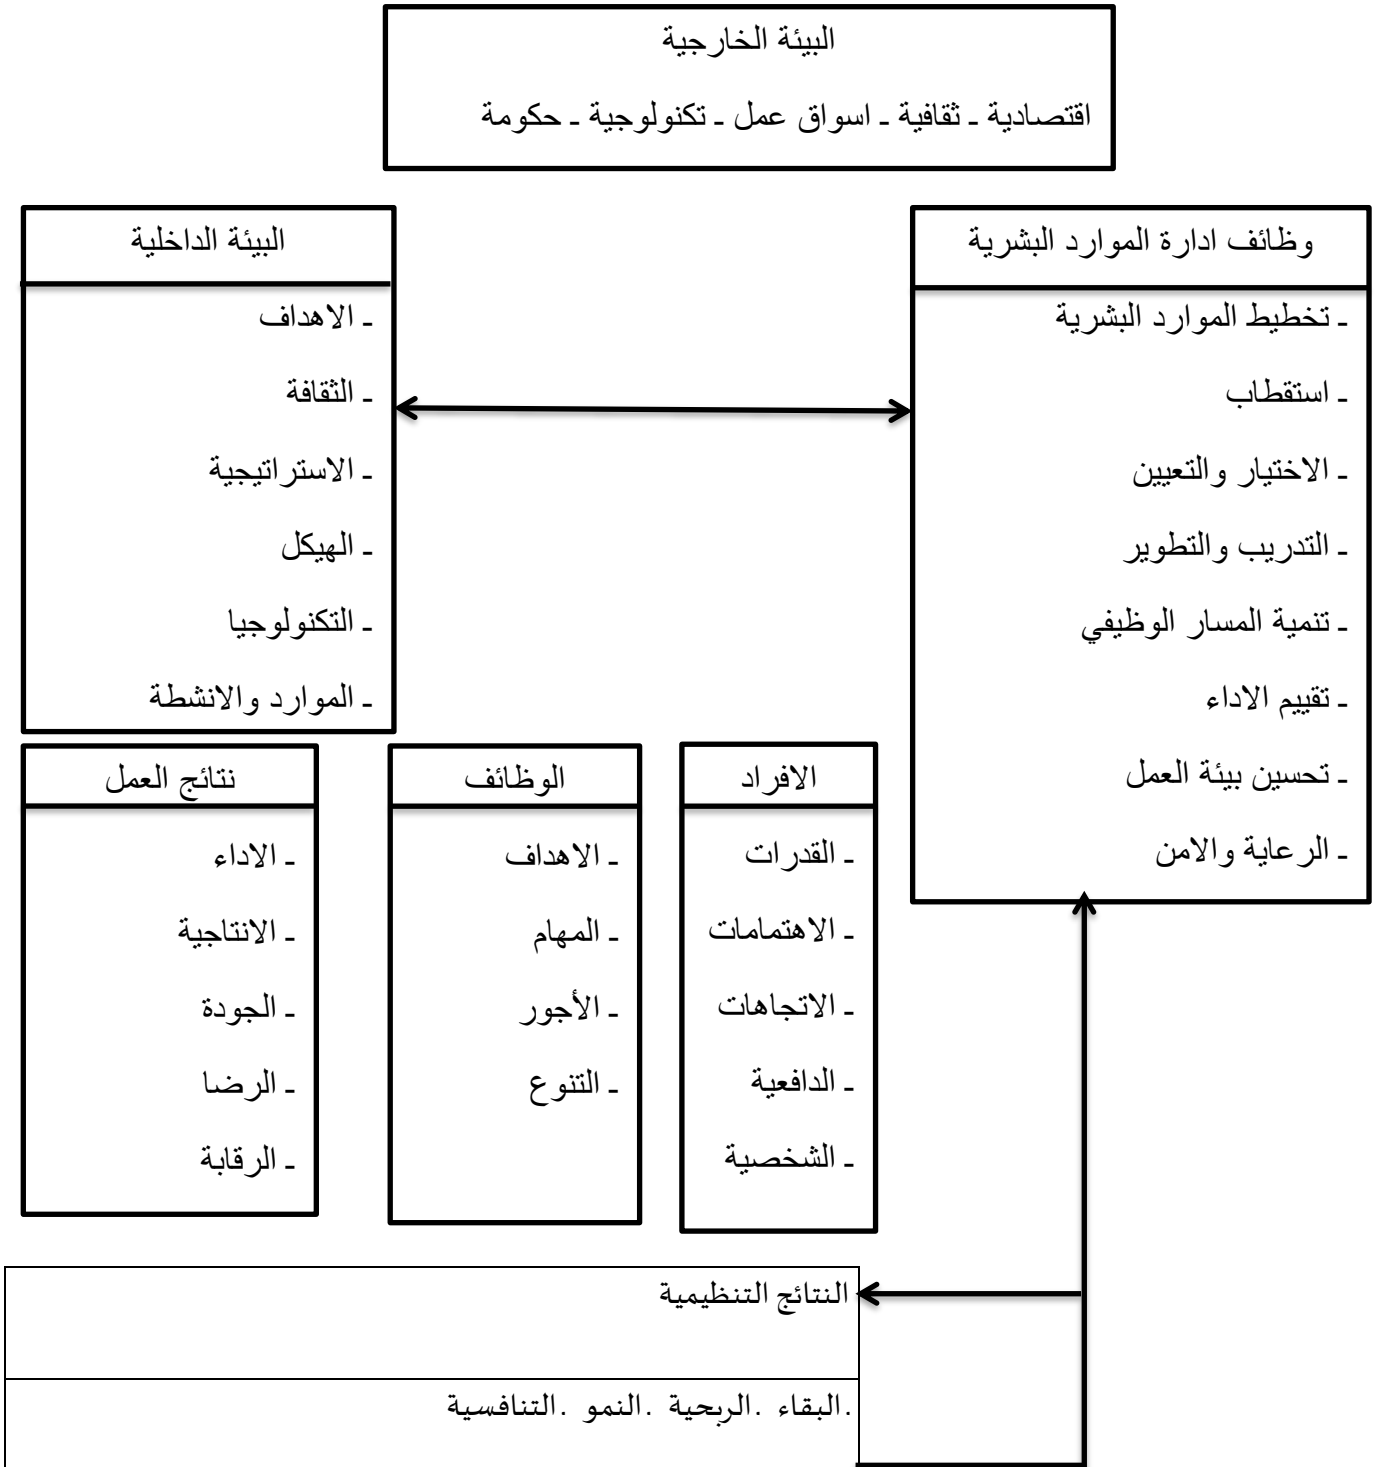 البيئة الخارجية
اقتصادية ـ ثقافية ـ اسواق عمل ـ تكنولوجية ـ حكومة
وظائف ادارة الموارد البشرية
ـ تخطيط الموارد البشرية
ـ استقطاب
ـ الاختيار والتعيين
ـ التدريب والتطوير
ـ تنمية المسار الوظيفي
ـ تقييم الاداء
ـ تحسين بيئة العمل
ـ الرعاية والامن
البيئة الداخلية
ـ الاهداف
ـ الثقافة
ـ الاستراتيجية
ـ الهيكل
ـ التكنولوجيا
ـ الموارد والانشطة
الافراد
ـ القدرات
ـ الاهتمامات
ـ الاتجاهات
ـ الدافعية
ـ الشخصية
الوظائف
ـ الاهداف
ـ المهام
ـ الأجور
ـ التنوع
نتائج العمل
ـ الاداء
ـ الانتاجية
ـ الجودة
ـ الرضا
ـ الرقابة
النتائج التنظيمية
.البقاء .الربحية .النمو .التنافسية